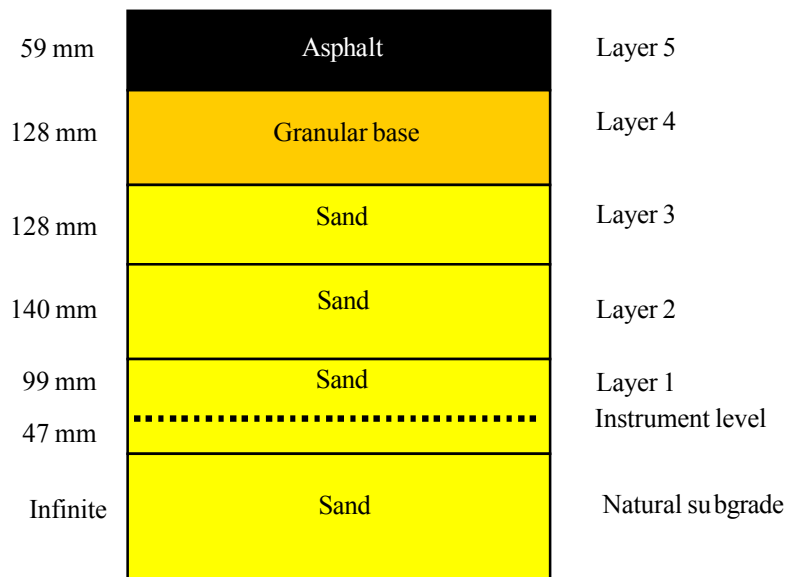 59 mm Asphalt Layer 5
128 mm Granular base Layer 4
128 mm Sand Layer 3
140 mm Sand Layer 2
99 mm Sand Layer 1
Instrument level
47 mm
Infinite Sand Natural subgrade